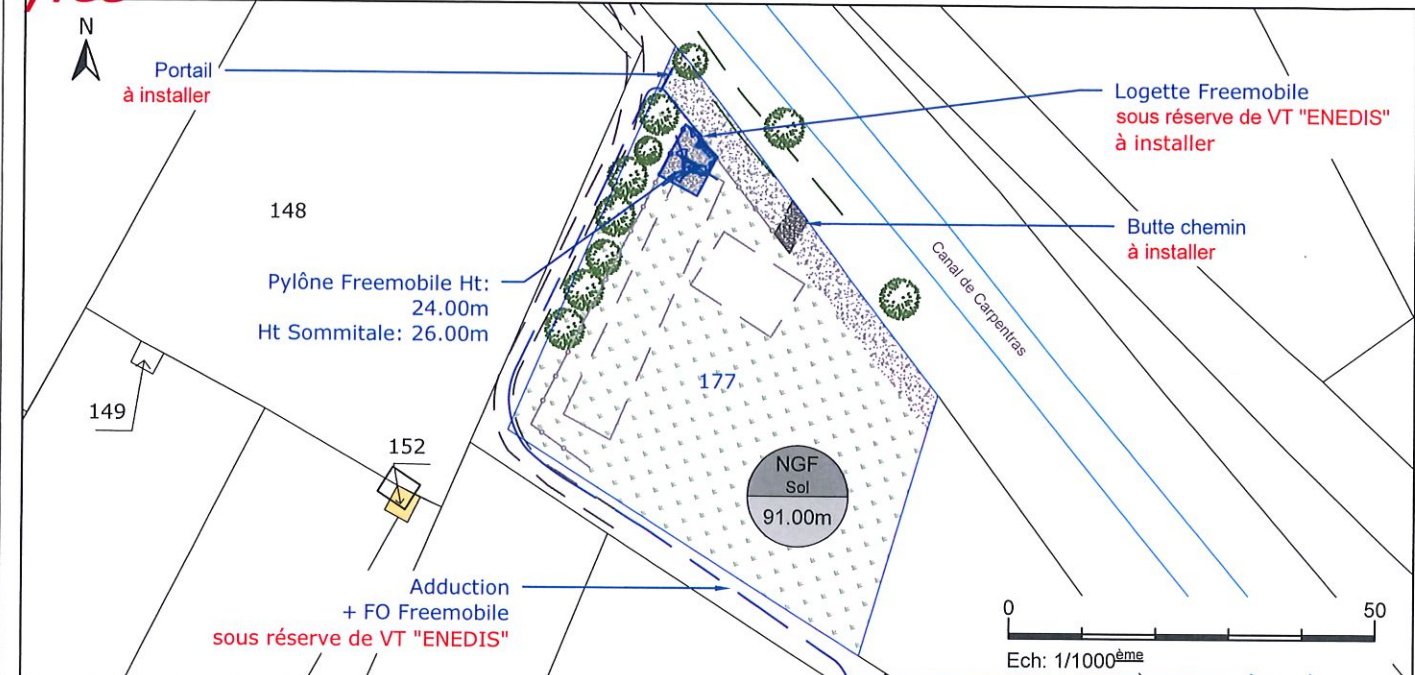 N
Portail
à installer
Logette Freemobile
sous réserve de VT "ENEDIS"
à installer
148
Butte chemin
à installer
Canal de Carpentras
Pylône Freemobile Ht:
24.00m
Ht Sommitale: 26.00m
177
149
152
NGF
Sol
91.00m
Adduction
+ FO Freemobile
sous réserve de VT "ENEDIS"
0 50
Ech: 1/1000ème